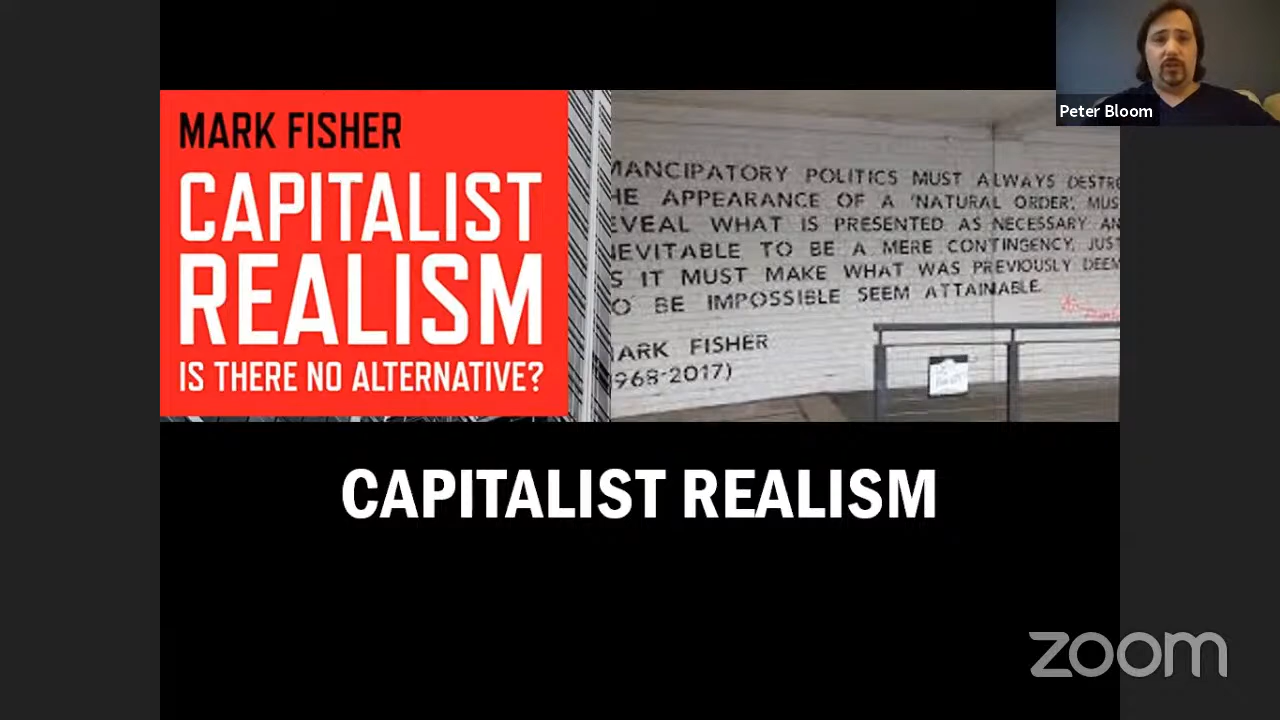 MARK FISHER
CAPITALIST
REALISM
IS THERE NO ALTERNATIVE?
MANCIPATORY POLITICS MUST ALWAYS DESTRO
HE APPEARANCE OF A 'NATURAL ORDER', MUS
EVEAL WHAT IS PRESENTED AS NECESSARY AN
NEVITABLE TO BE A MERE CONTINGENCY, JUST
S IT MUST MAKE WHAT WAS PREVIOUSLY DEEM
O BE IMPOSSIBLE SEEM ATTAINABLE.
ARK FISHER
968-2017)
Peter Bloom
CAPITALIST REALISM
zoom